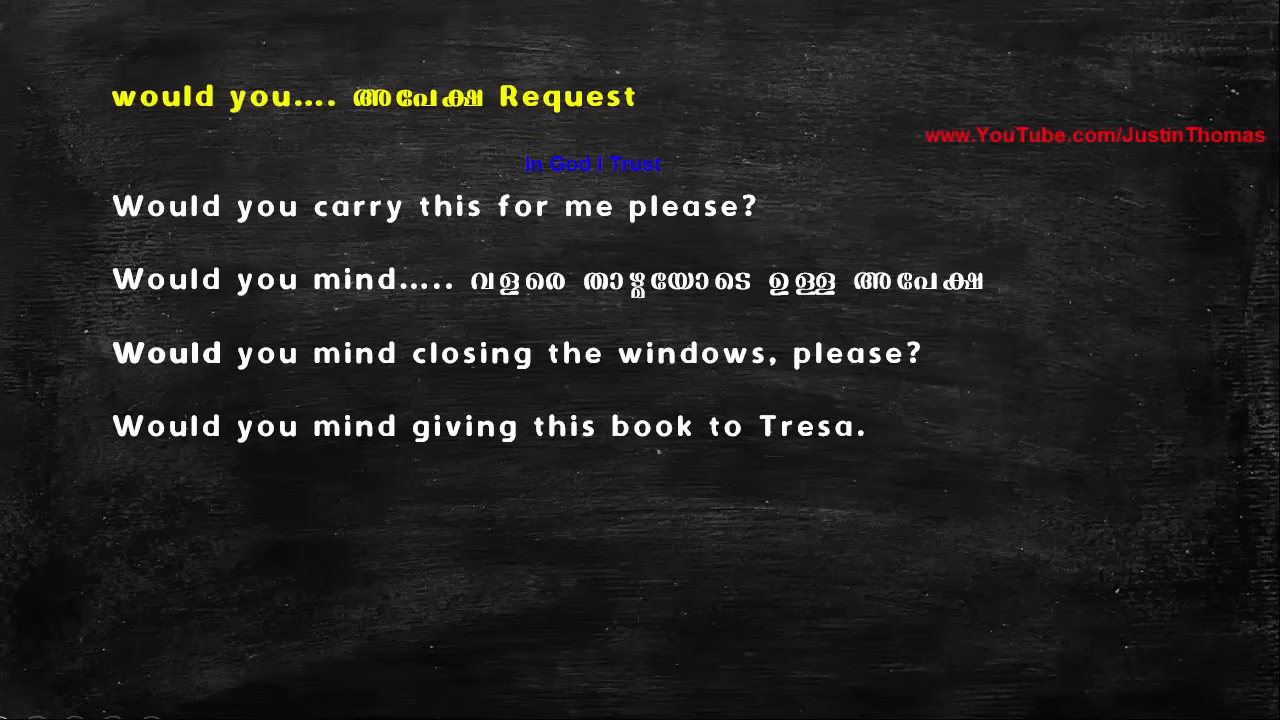 would you.... അപേക്ഷ Request
www.YouTube.com/JustinThomas
In God I Trust
Would you carry this for me please?
Would you mind..... വളരെ താഴ്മയോടെ ഉള്ള അപേക്ഷ
Would you mind closing the windows, please?
Would you mind giving this book to Tresa.